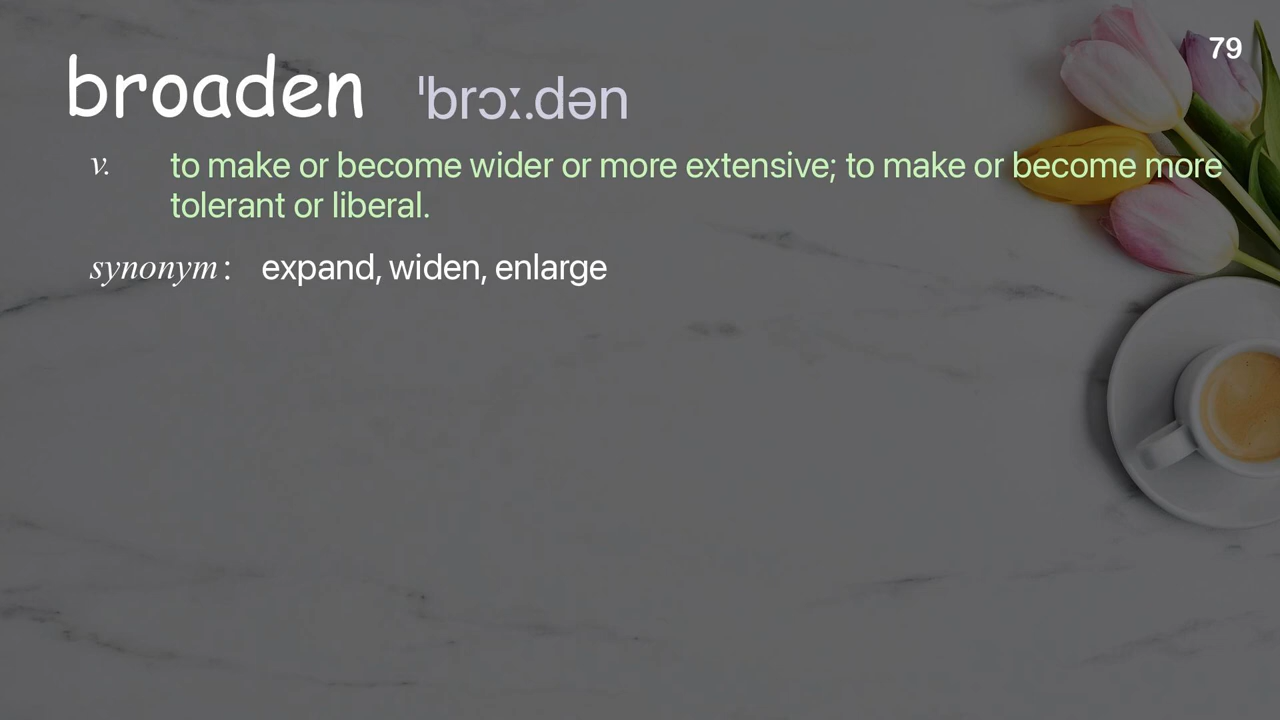 79
broaden ˈbrɔː.dən
v. to make or become wider or more extensive; to make or become more
tolerant or liberal.
synonym : expand, widen, enlarge